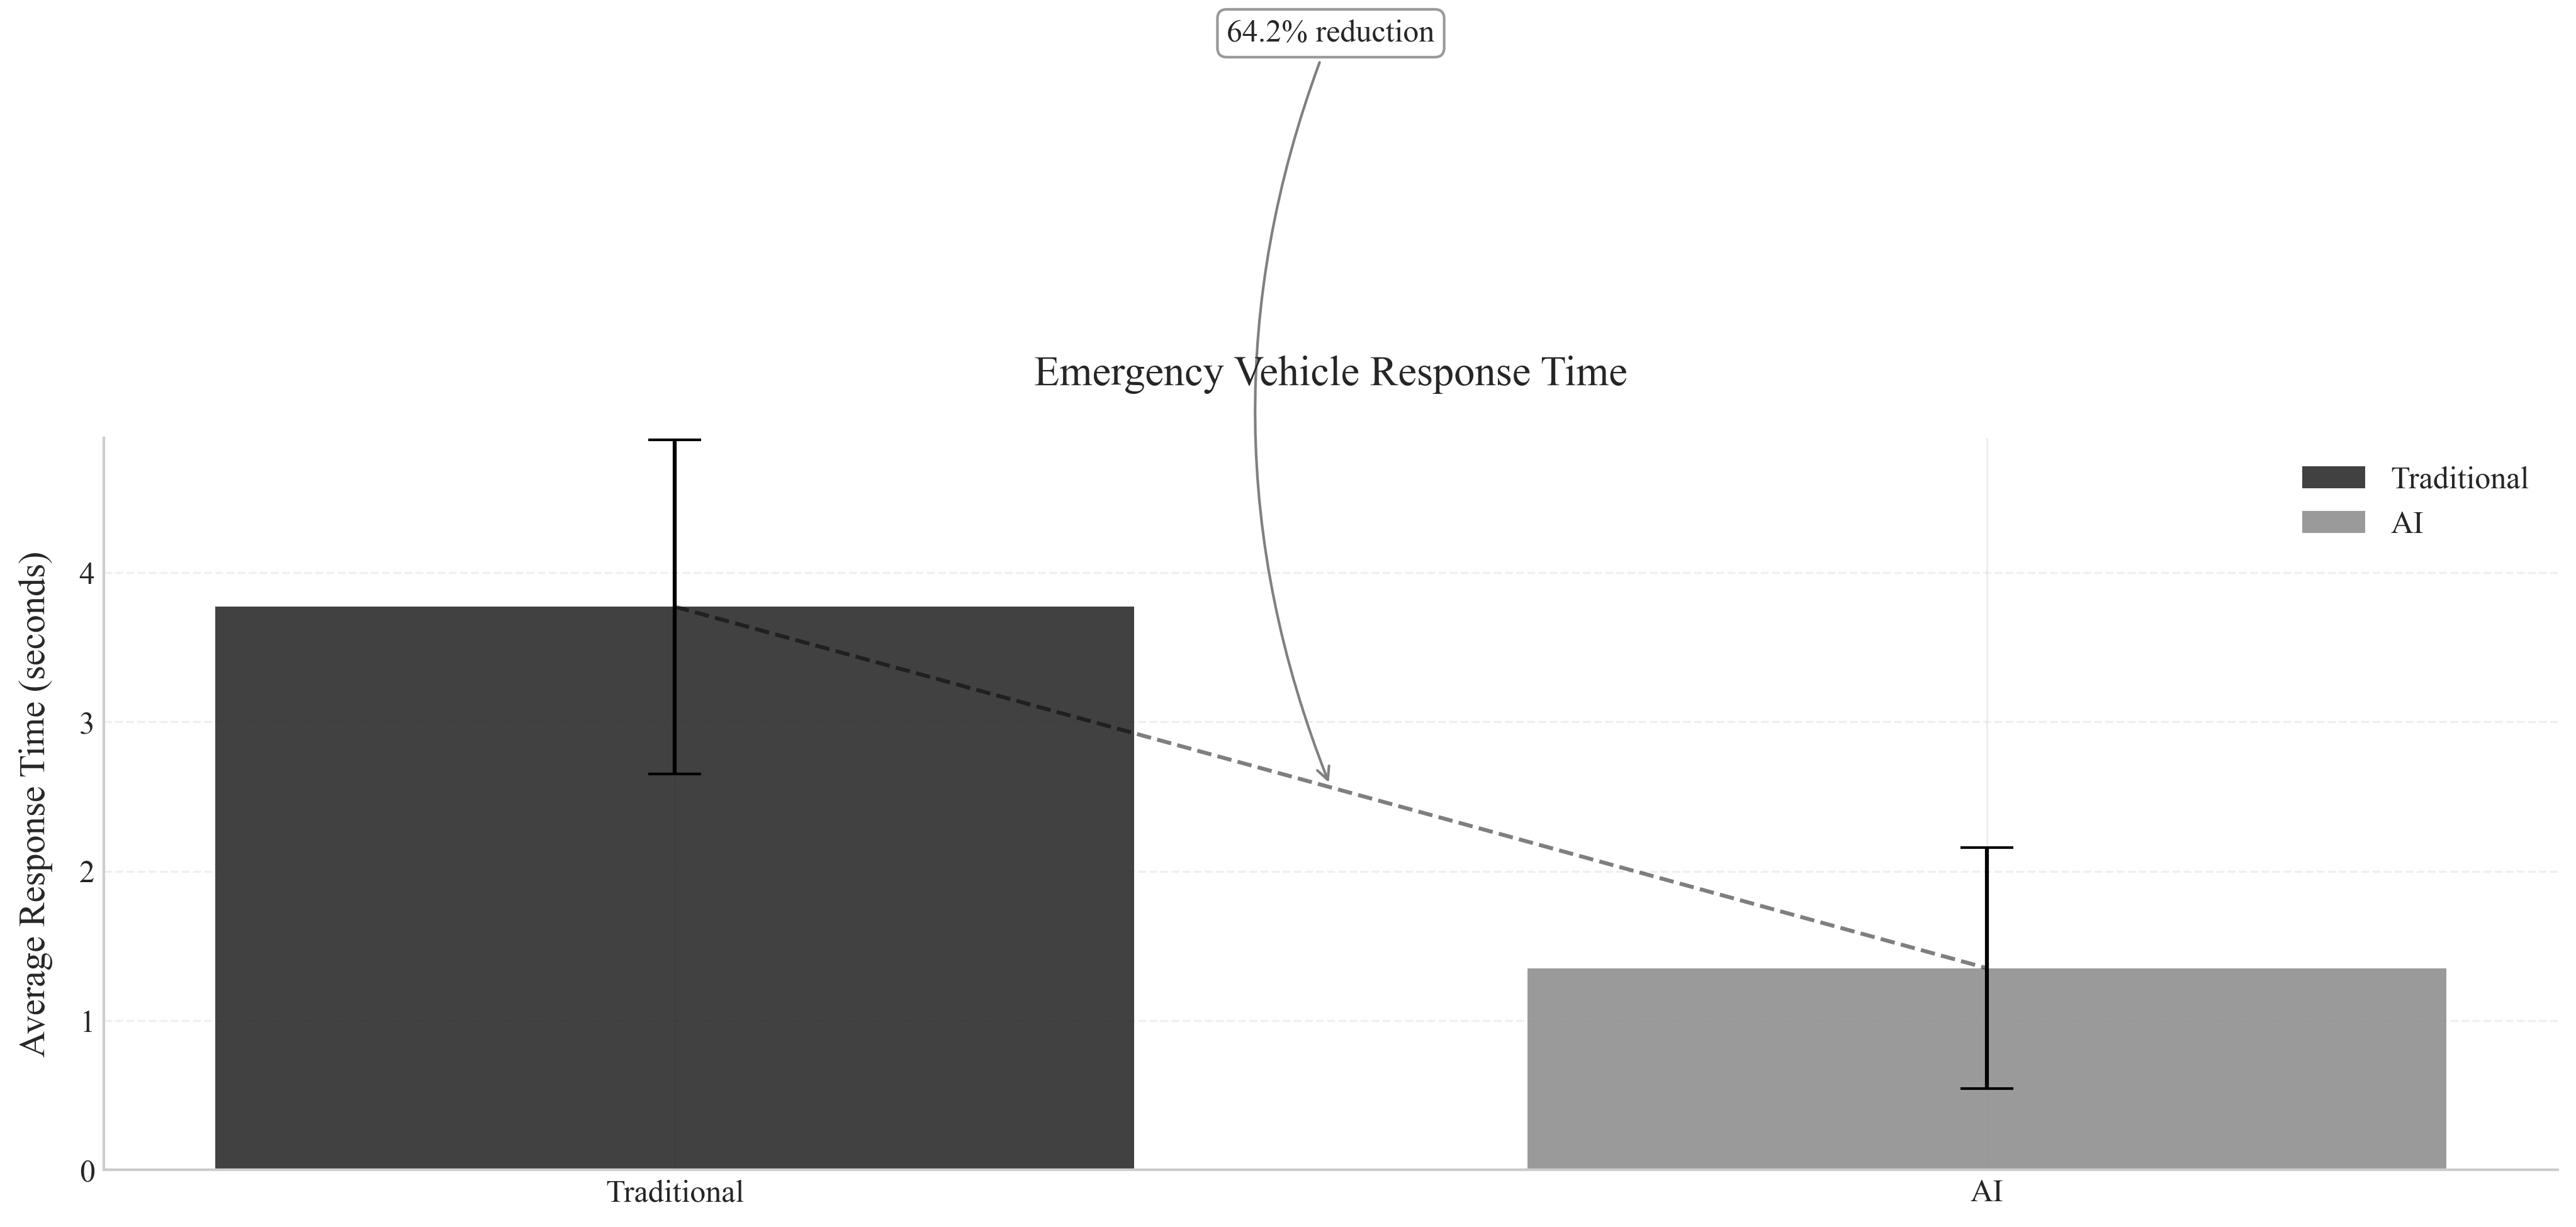 64.2% reduction
Emergency Vehicle Response Time
Traditional
AI
Average Response Time (seconds)
4
3
2
1
0
Traditional
AI